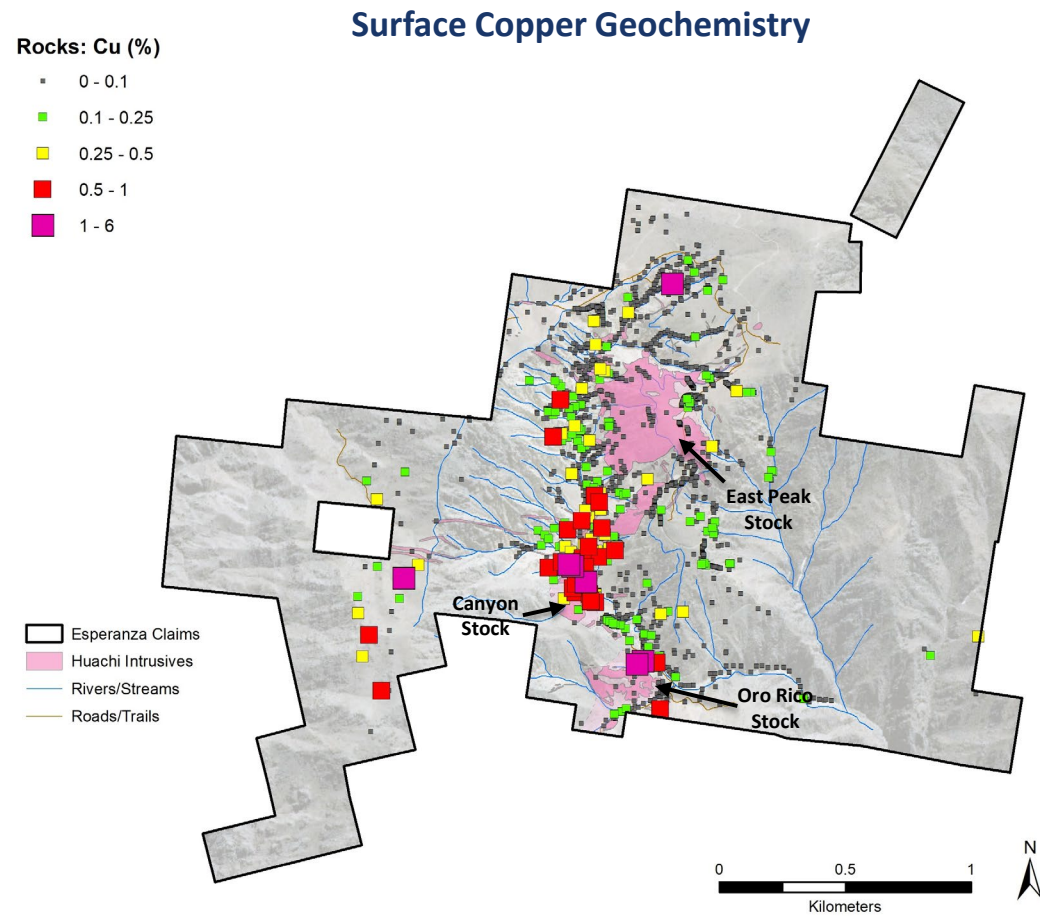 Surface Copper Geochemistry
Rocks: Cu (%)
0 - 0.1
0.1 - 0.25
0.25 - 0.5
0.5 - 1
1 - 6
East Peak
Stock
Canyon
Stock
Oro Rico
Stock
Esperanza Claims
Huachi Intrusives
Rivers/Streams
Roads/Trails
N
0 0.5 1
Kilometers